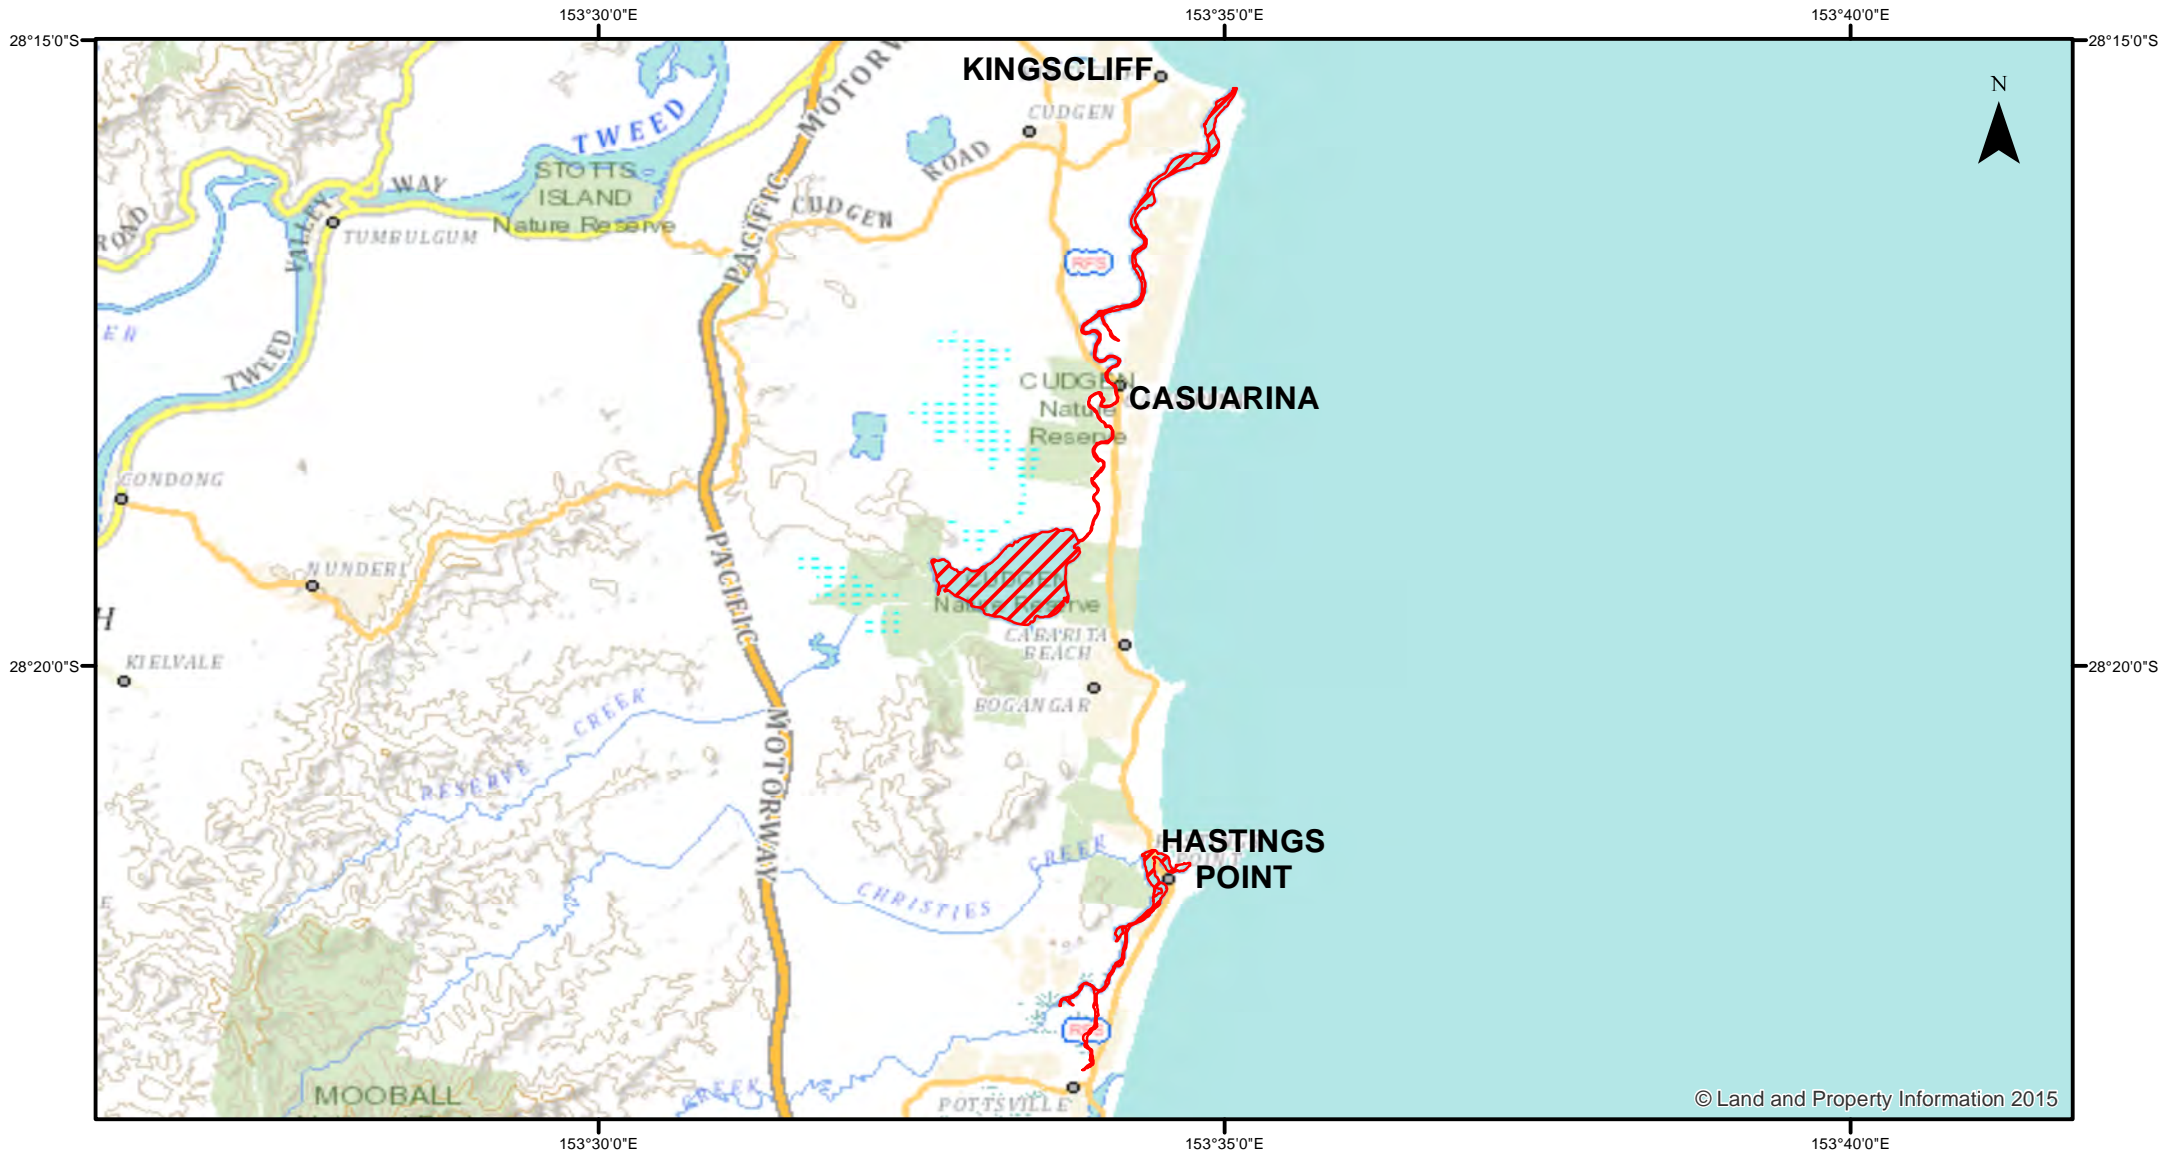 153°30'0"E
153°35'0"E
153°40'0"E
28°15'0"S
28°15'0"S
N
KINGSCLIFF
MOTORW
CUDGEN
TWEED
ROAD
STOTTS
ISLAND
Nature Reserve
WAY
VALLEY
ROAD
TUMBULGUM
CUDGEN
PACIFIC
RFS
ER
TWEED
CUDGEN
Nature
Reserve
CASUARINA
CONDONG
NUNDERI
PACIFIC
CUDGEN
Nature Reserve
H
CABARITA
BEACH
KIELVALE
28°20'0"S
28°20'0"S
BOGANGAR
CREEK
RESERVE
MOTORWAY
HASTINGS
POINT
CREEK
CHRISTIES
E
RFS
MOOBALL
CREEK
POTTSVILLE
© Land and Property Information 2015
153°30'0"E
153°35'0"E
153°40'0"E